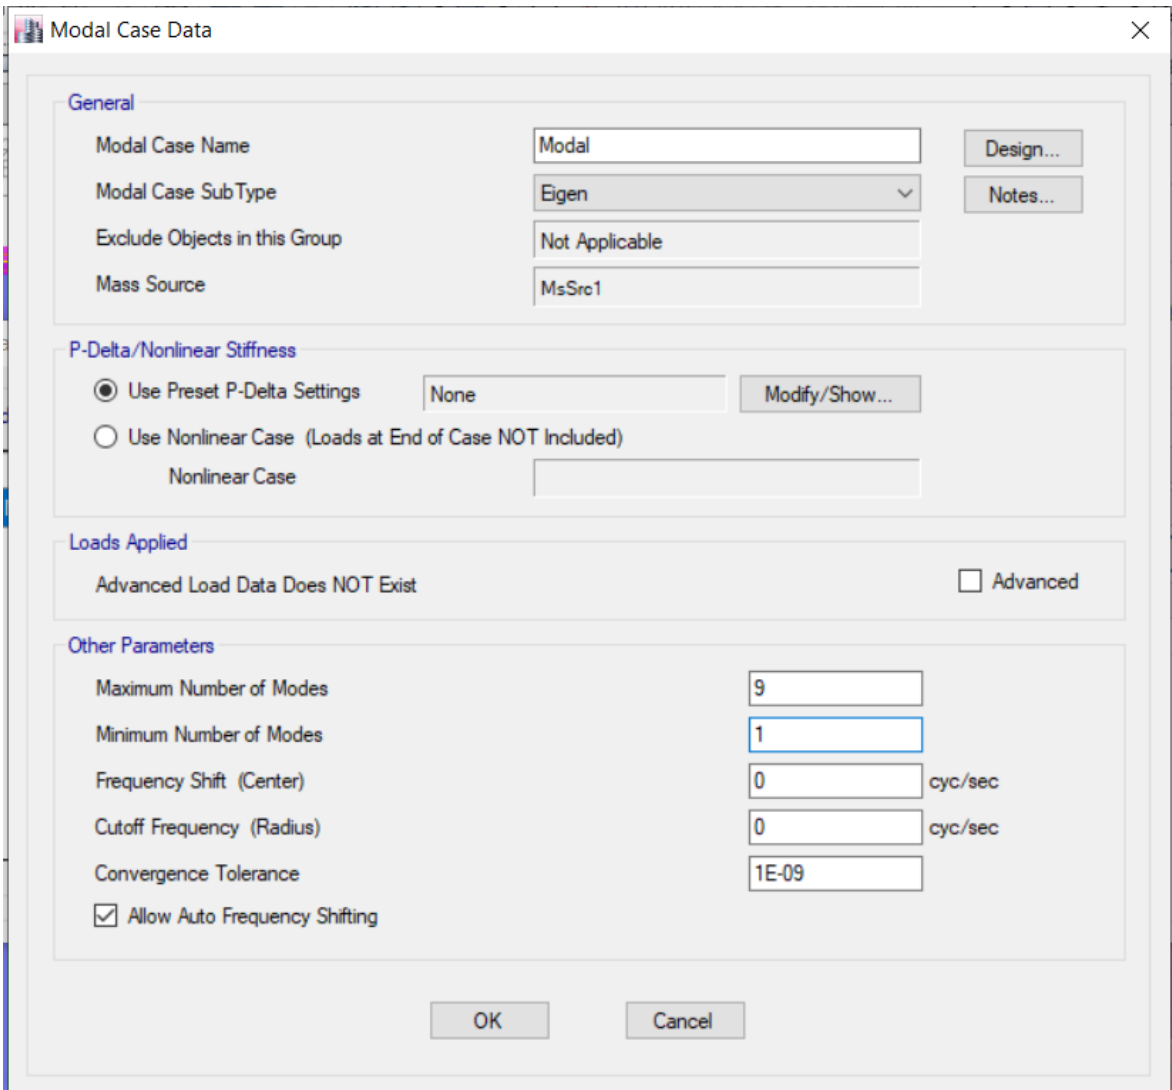 Modal Case Data
General
Modal Case Name Modal Design...
Modal Case SubType Eigen Notes...
Exclude Objects in this Group Not Applicable
Mass Source MsSrc1
P-Delta/Nonlinear Stiffness
Use Preset P-Delta Settings None Modify/Show...
Use Nonlinear Case (Loads at End of Case NOT Included)
Nonlinear Case
Loads Applied
Advanced Load Data Does NOT Exist Advanced
Other Parameters
Maximum Number of Modes 9
Minimum Number of Modes 1
Frequency Shift (Center) 0 cyc/sec
Cutoff Frequency (Radius) 0 cyc/sec
Convergence Tolerance 1E-09
Allow Auto Frequency Shifting
OK Cancel